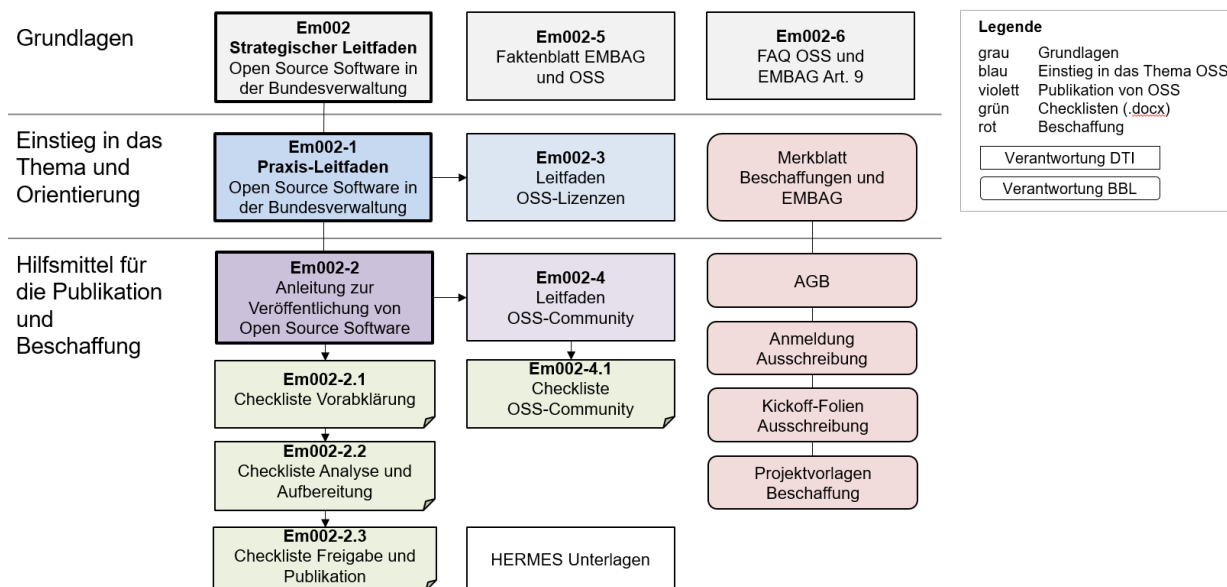 Grundlagen
Em002
Strategischer Leitfaden
Open Source Software in
der Bundesverwaltung
Em002-5
Faktenblatt EMBAG
und OSS
Em002-6
FAQ OSS und
EMBAG Art. 9
Legende
grau Grundlagen
blau Einstieg in das Thema OSS
violett Publikation von OSS
grün Checklisten (.docx)
rot Beschaffung
Verantwortung DTI
Verantwortung BBL
Einstieg in das
Thema und
Orientierung
Em002-1
Praxis-Leitfaden
Open Source Software in
der Bundesverwaltung
Em002-3
Leitfaden
OSS-Lizenzen
Merkblatt
Beschaffungen und
EMBAG
Hilfsmittel für
die Publikation
und
Beschaffung
Em002-2
Anleitung zur
Veröffentlichung von
Open Source Software
Em002-4
Leitfaden
OSS-Community
AGB
Anmeldung
Ausschreibung
Em002-2.1
Checkliste Vorabklärung
Em002-4.1
Checkliste
OSS-Community
Kickoff-Folien
Ausschreibung
Em002-2.2
Checkliste Analyse und
Aufbereitung
Projektvorlagen
Beschaffung
Em002-2.3
Checkliste Freigabe und
Publikation
HERMES Unterlagen